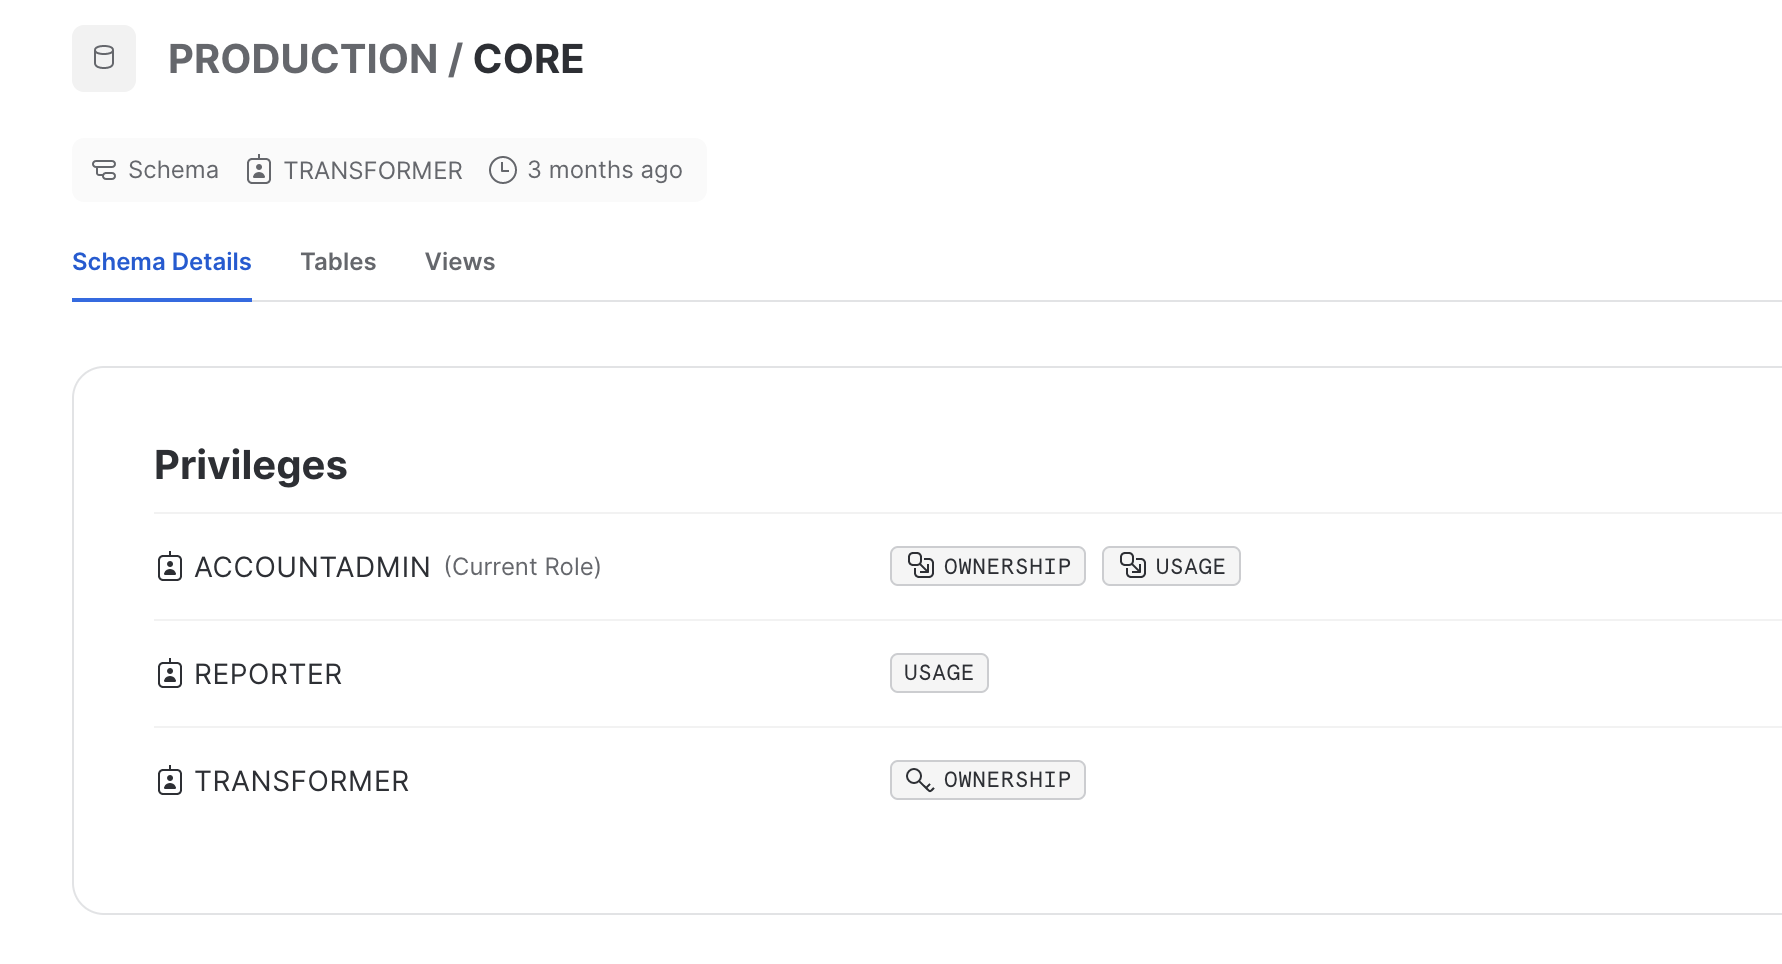 PRODUCTION / CORE
Schema TRANSFORMER 3 months ago
Schema Details Tables Views
Privileges
ACCOUNTADMIN (Current Role) OWNERSHIP USAGE
REPORTER USAGE
TRANSFORMER OWNERSHIP